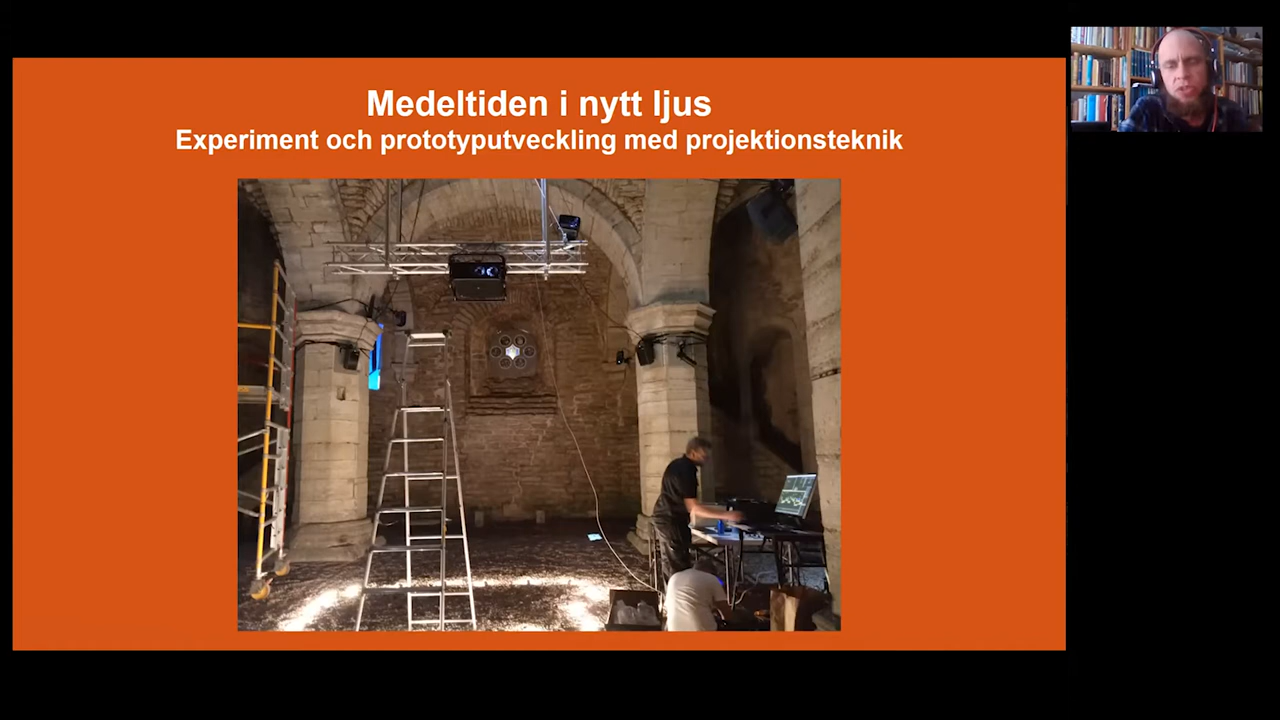 Medeltiden i nytt ljus
Experiment och prototyputveckling med projektionsteknik